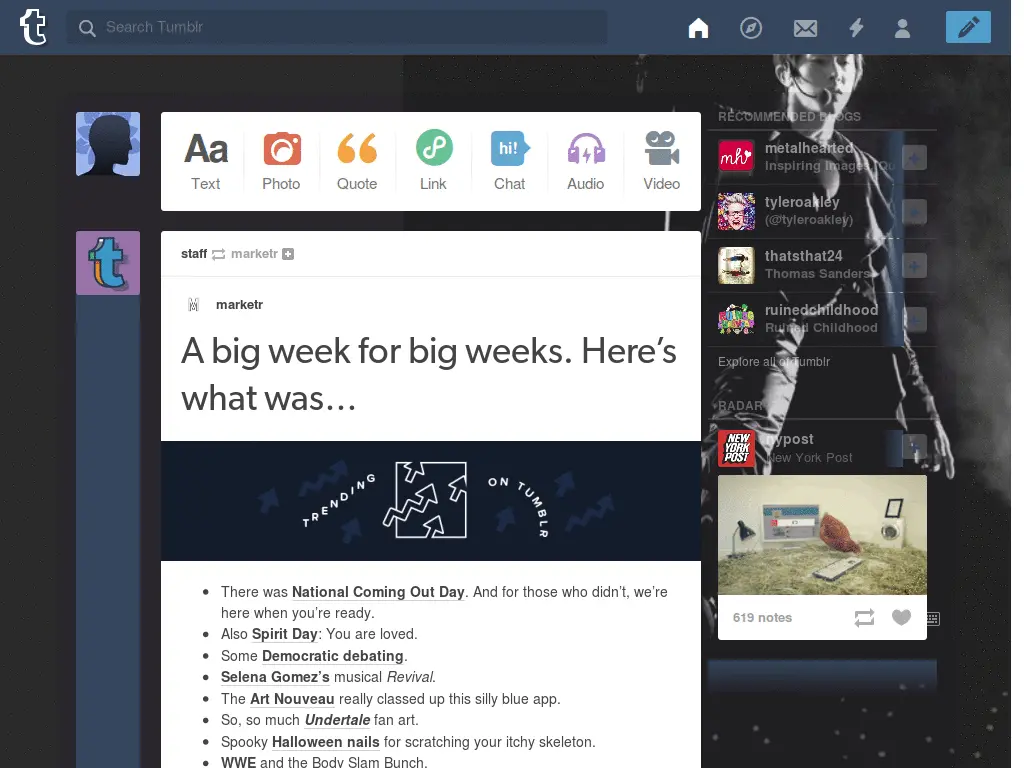 Search Tumblr
Aa
hi!
Text Photo Quote Link Chat Audio Video
staff marketr
marketr
A big week for big weeks. Here’s
what was…
TRENDING ON TUMBLR
There was National Coming Out Day. And for those who didn’t, we’re
here when you’re ready.
Also Spirit Day: You are loved.
Some Democratic debating.
Selena Gomez’s musical Revival.
The Art Nouveau really classed up this silly blue app.
So, so much Undertale fan art.
Spooky Halloween nails for scratching your itchy skeleton.
WWE and the Body Slam Bunch.
RECOMMENDED BLOGS
mh
metalhearted
Inspiring Images, Qu
tyleroakley
(@tyleroakley)
thatsthat24
Thomas Sanders
ruinedchildhood
Ruined Childhood
Explore all of Tumblr
RADAR
NEW
YORK
POST
nypost
New York Post
619 notes